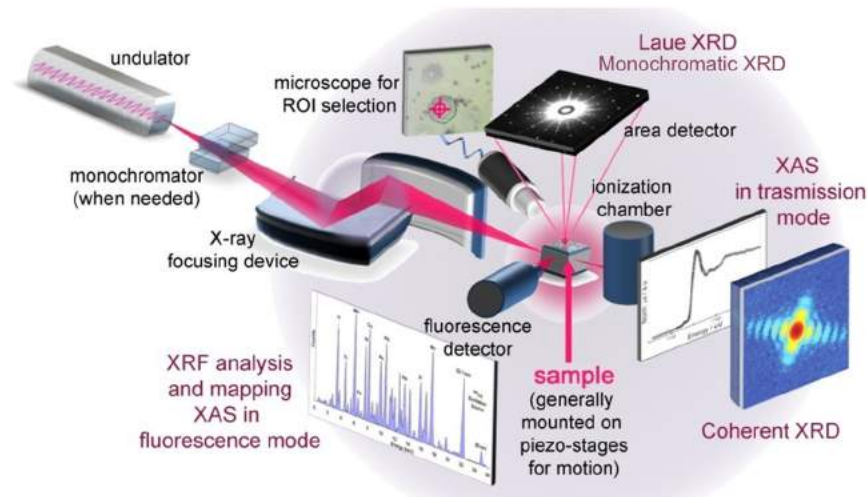 undulator
monochromator
(when needed)
X-ray
focusing device
microscope for
ROI selection
Laue XRD
Monochromatic XRD
area detector
ionization
chamber
XAS
in trasmission
mode
fluorescence
detector
XRF analysis
and mapping
XAS in
fluorescence mode
sample
(generally
mounted on
piezo-stages
for motion)
Energy / eV
Coherent XRD